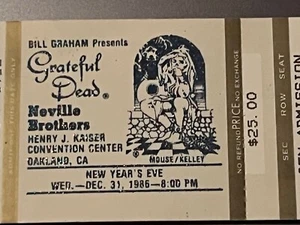 BILL GRAHAM Presents
Grateful
Dead®
Neville
Brothers
HENRY J. KAISER
CONVENTION CENTER
OAKLAND, CA
MOUSE/KELLEY
NEW YEAR'S EVE
WED.—DEC. 31, 1986—8:00 PM
NO REFUND PRICE NO EXCHANGE
$25.00
SEC ROW SEAT